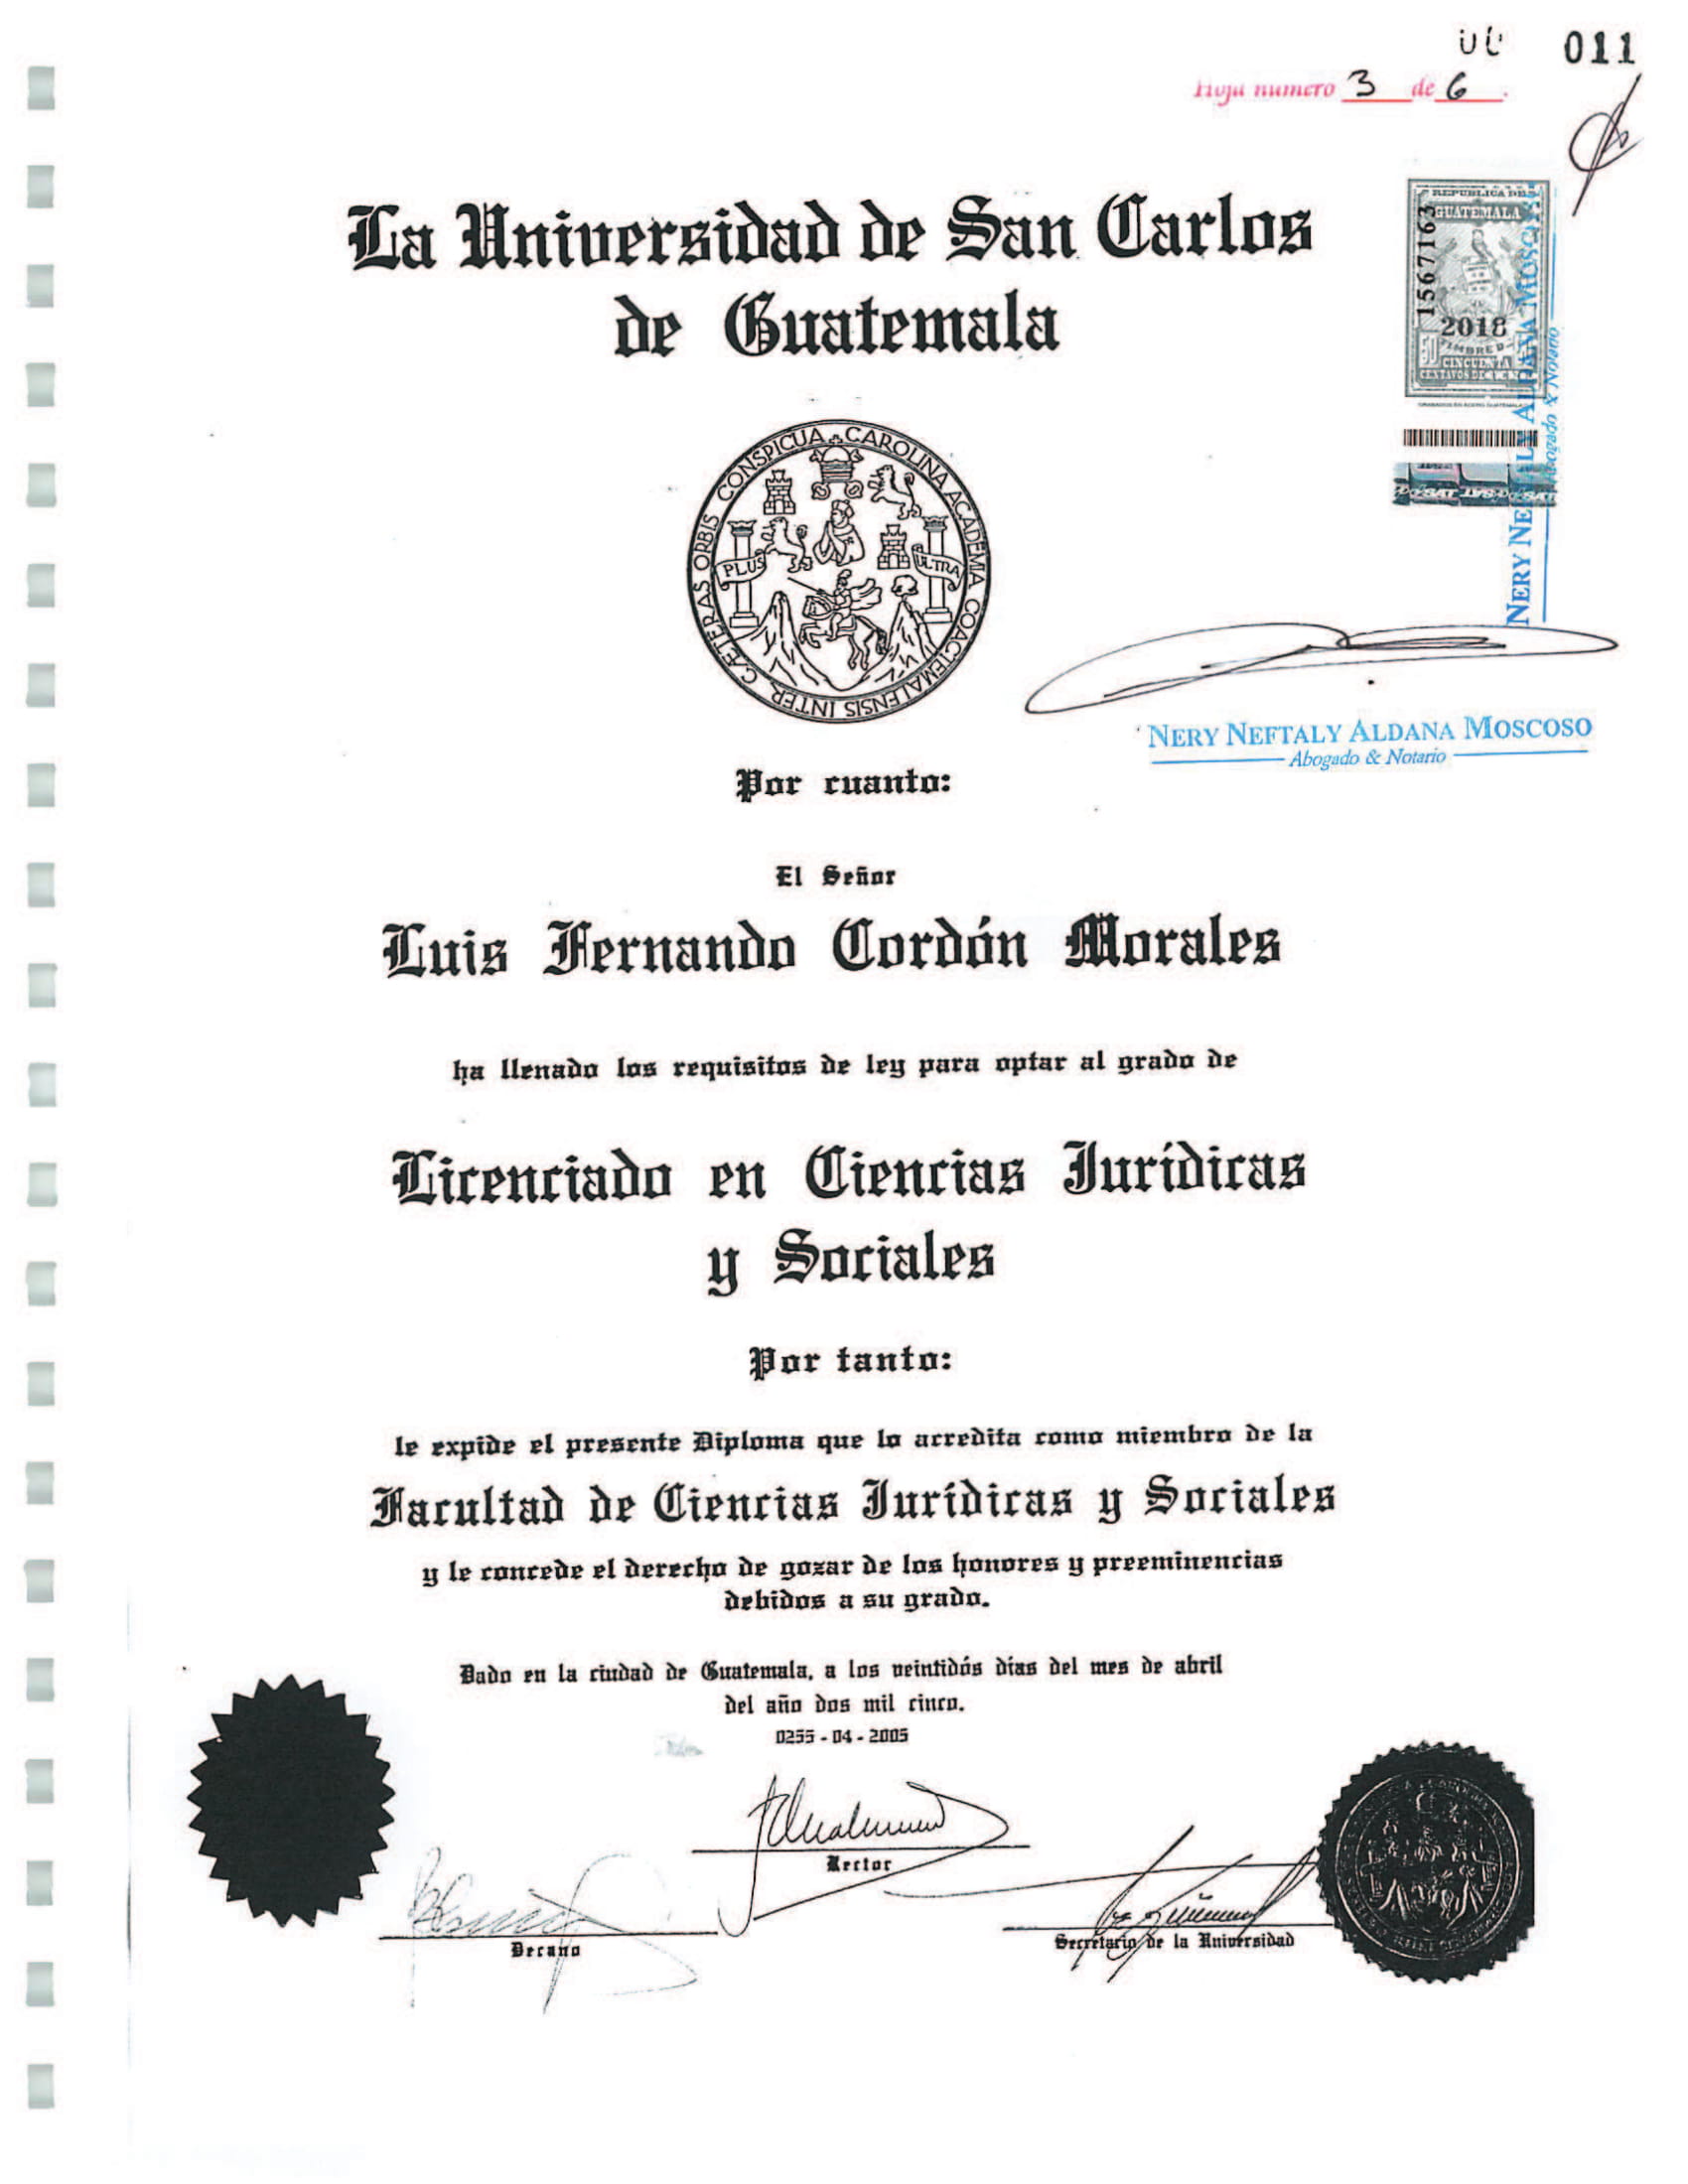 011
Hoja numero 3 de 6.
La Universidad de San Carlos
de Guatemala
REPUBLICA DE
GUATEMALA
1567163
2018
TIMBRE
50
CINCUENTA
CENTAVOS DE
NERY NEFTALY ALDANA MOSCOSO
Abogado & Notario
CAETERAS ORBIS CONSPICUA CAROLINA ACADEMIA COACTEMALENSIS INTER
PLUS
ULTRA
NERY NEFTALY ALDANA MOSCOSO
Abogado & Notario
Por cuanto:
El Señor
Luis Fernando Cordón Morales
ha llenado los requisitos de ley para optar al grado de
Licenciado en Ciencias Jurídicas
y Sociales
Por tanto:
le expide el presente Diploma que lo acredita como miembro de la
Facultad de Ciencias Jurídicas y Sociales
y le concede el derecho de gozar de los honores y preeminencias
debidos a su grado.
Dado en la ciudad de Guatemala, a los veintidós días del mes de abril
del año dos mil cinco.
0255 - 04 - 2005
Rector
Decano
Secretario de la Universidad